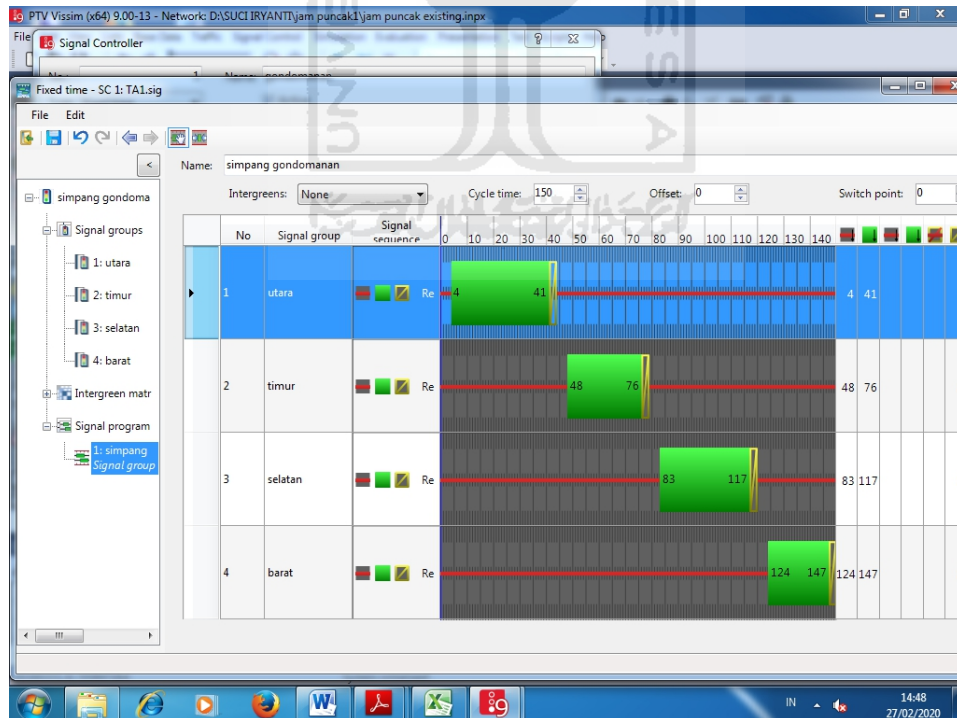 PTV Vissim (x64) 9.00-13 - Network: D:\SUCI IRYANTI\jam puncak1\jam puncak existing.inpx
File
Signal Controller
No.: 1 Name: gondomanan
Fixed time - SC 1: TA1.sig
File Edit
<
Name: simpang gondomanan
Intergreens: None Cycle time: 150 Offset: 0 Switch point: 0
simpang gondoma
Signal groups
1: utara
2: timur
3: selatan
4: barat
Intergreen matr
Signal program
1: simpang
Signal group
No Signal group Signal sequence 0 10 20 30 40 50 60 70 80 90 100 110 120 130 140
1 utara Re 4 41 4 41
2 timur Re 48 76 48 76
3 selatan Re 83 117 83 117
4 barat Re 124 147 124 147
IN 14:48
27/02/2020